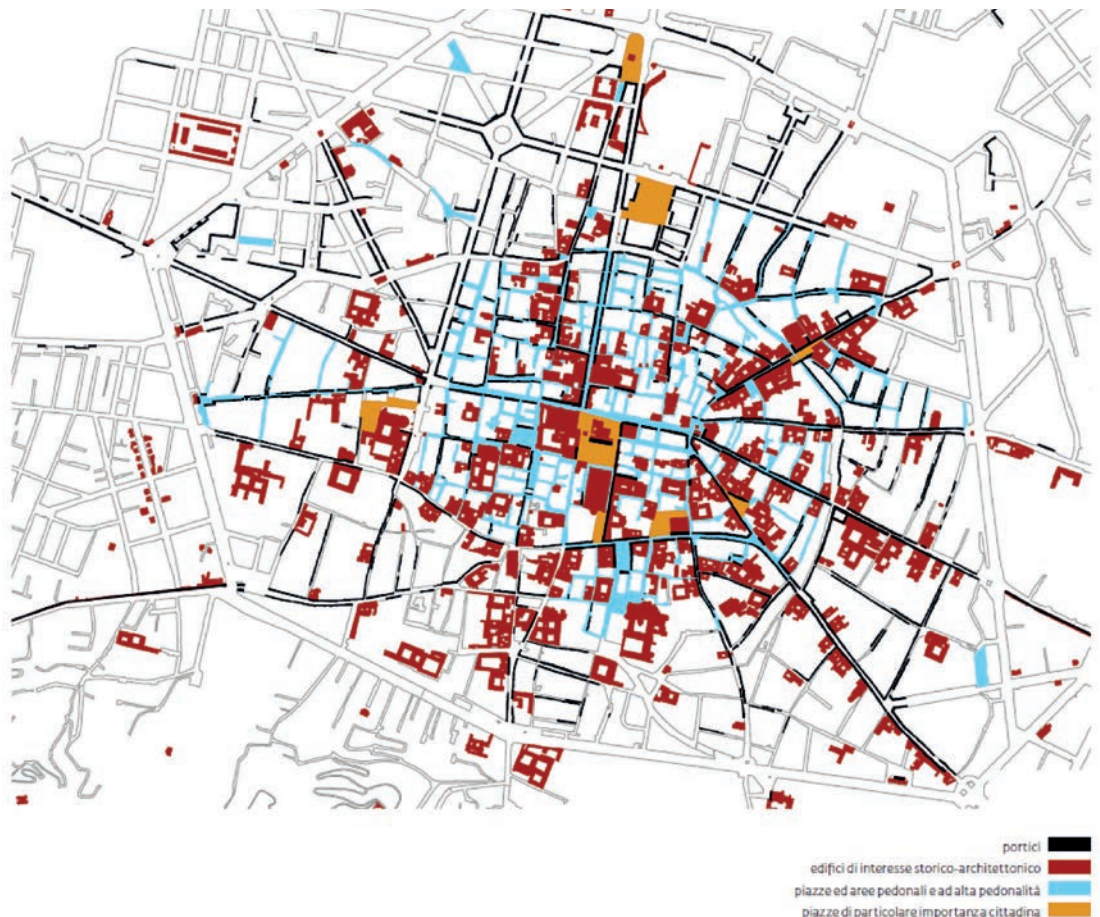 portici
edifici di interesse storico-architettonico
piazze ed aree pedonali e ad alta pedonalità
piazze di particolare importanza cittadina